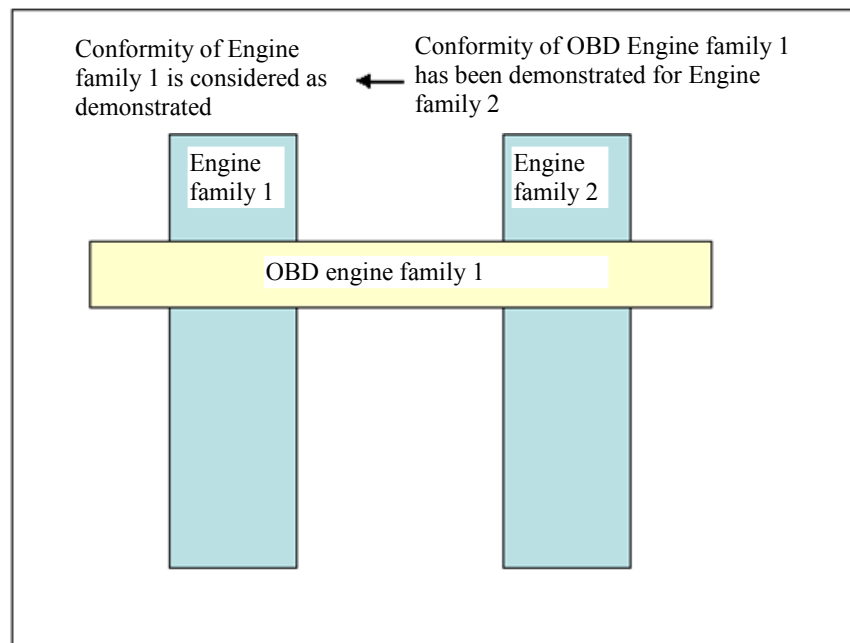 Conformity of Engine
family 1 is considered as
demonstrated
Conformity of OBD Engine family 1
has been demonstrated for Engine
family 2
Engine
family 1
Engine
family 2
OBD engine family 1